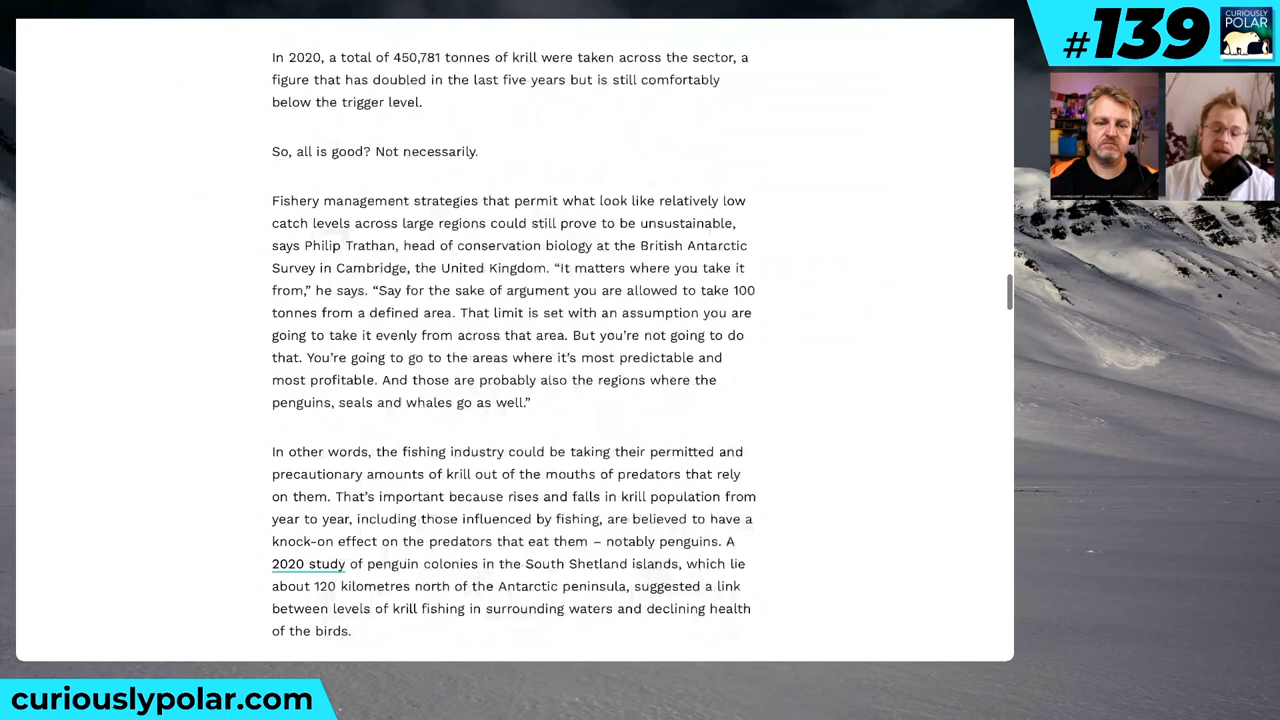 In 2020, a total of 450,781 tonnes of krill were taken across the sector, a
figure that has doubled in the last five years but is still comfortably
below the trigger level.
So, all is good? Not necessarily.
Fishery management strategies that permit what look like relatively low
catch levels across large regions could still prove to be unsustainable,
says Philip Trathan, head of conservation biology at the British Antarctic
Survey in Cambridge, the United Kingdom. “It matters where you take it
from,” he says. “Say for the sake of argument you are allowed to take 100
tonnes from a defined area. That limit is set with an assumption you are
going to take it evenly from across that area. But you’re not going to do
that. You’re going to go to the areas where it’s most predictable and
most profitable. And those are probably also the regions where the
penguins, seals and whales go as well.”
In other words, the fishing industry could be taking their permitted and
precautionary amounts of krill out of the mouths of predators that rely
on them. That’s important because rises and falls in krill population from
year to year, including those influenced by fishing, are believed to have a
knock-on effect on the predators that eat them – notably penguins. A
2020 study of penguin colonies in the South Shetland islands, which lie
about 120 kilometres north of the Antarctic peninsula, suggested a link
between levels of krill fishing in surrounding waters and declining health
of the birds.
#139
CURIOUSLY
POLAR
curiouslypolar.com